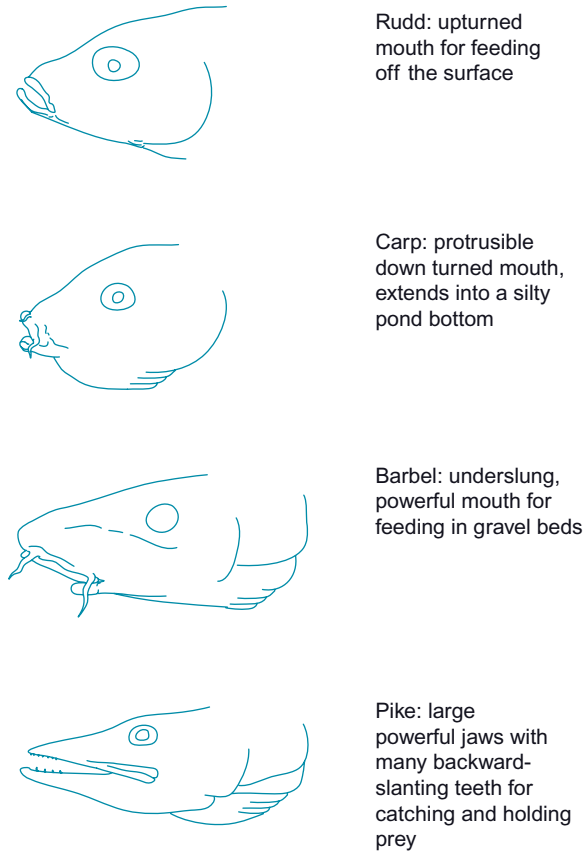 Rudd: upturned
mouth for feeding
off the surface
Carp: protrusible
down turned mouth,
extends into a silty
pond bottom
Barbel: underslung,
powerful mouth for
feeding in gravel beds
Pike: large
powerful jaws with
many backward-
slanting teeth for
catching and holding
prey